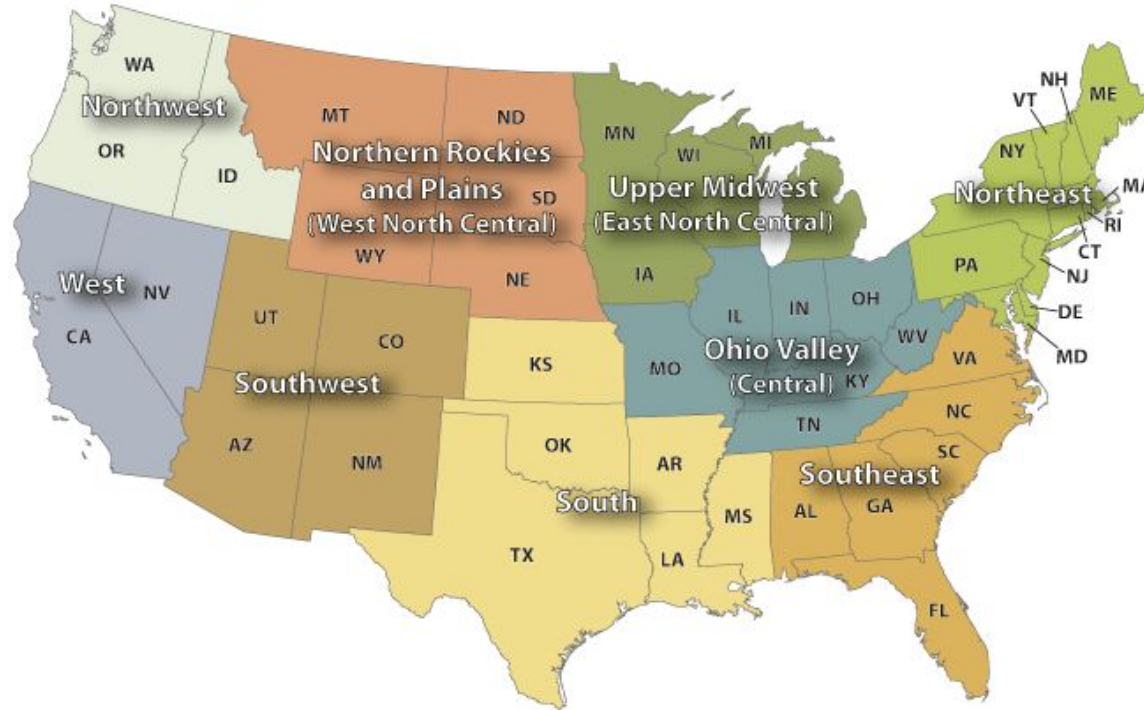 WA
Northwest
OR
ID
MT
ND
Northern Rockies
and Plains
(West North Central)
SD
WY
NE
MN
WI
MI
Upper Midwest
(East North Central)
IA
NH
VT
ME
NY
MA
Northeast
RI
CT
PA
NJ
DE
MD
West
NV
CA
UT
CO
Southwest
AZ
NM
KS
OK
AR
South
TX
LA
MS
IL
IN
OH
WV
Ohio Valley
(Central)
MO
KY
TN
VA
NC
SC
Southeast
AL
GA
FL